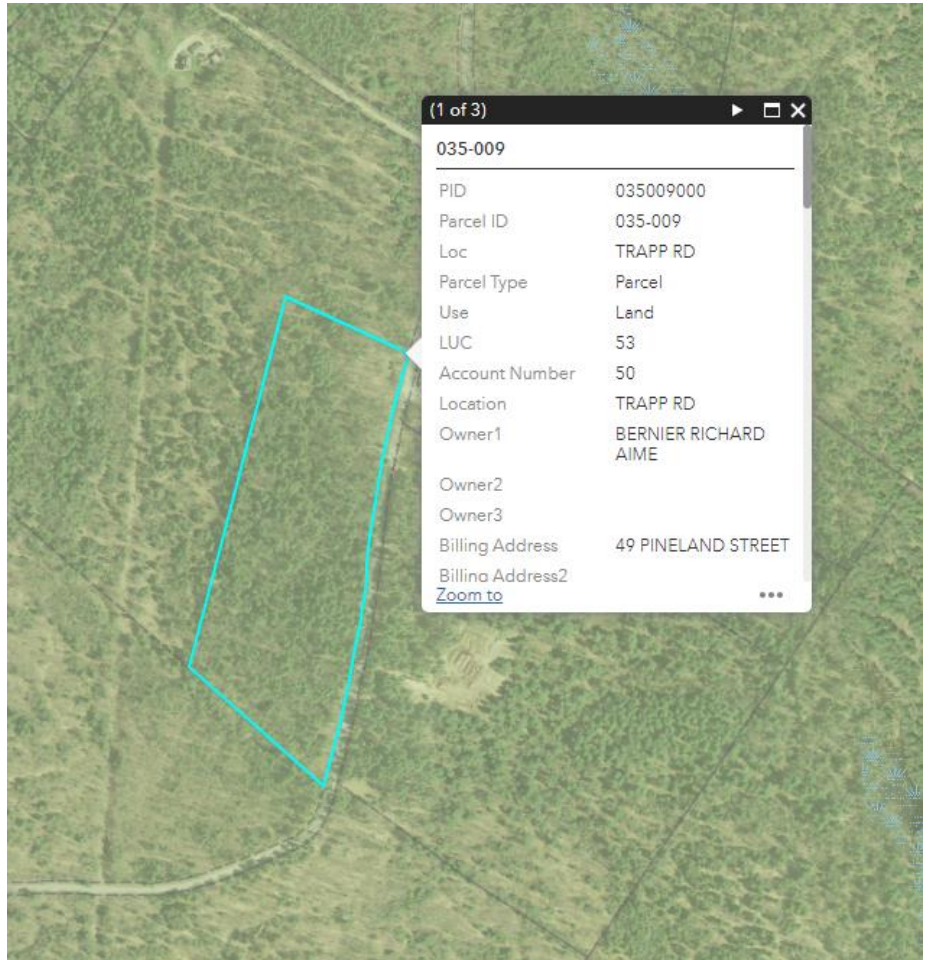 (1 of 3)
035-009
PID 035009000
Parcel ID 035-009
Loc TRAPP RD
Parcel Type Parcel
Use Land
LUC 53
Account Number 50
Location TRAPP RD
Owner1 BERNIER RICHARD
AIME
Owner2
Owner3
Billing Address 49 PINELAND STREET
Billing Address2
Zoom to